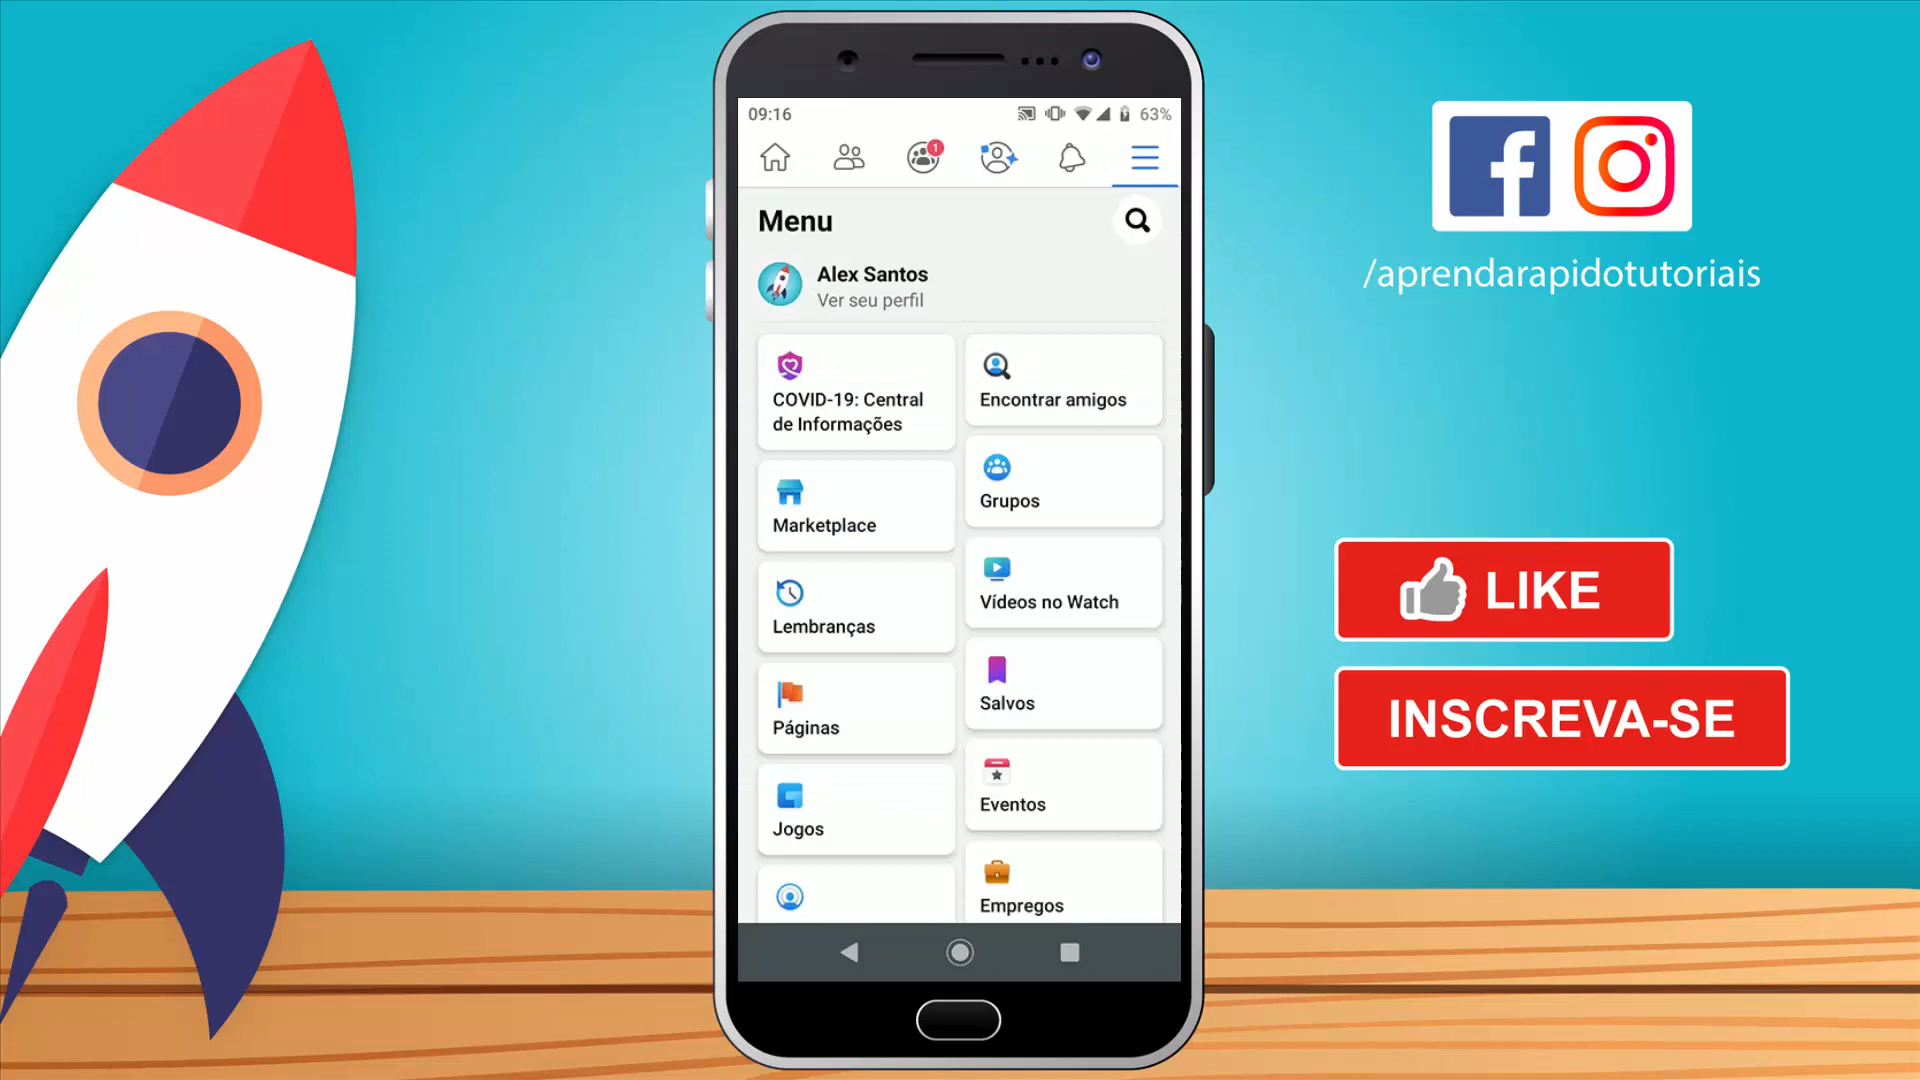 09:16
63%
1
Menu
Alex Santos
Ver seu perfil
COVID-19: Central
de Informações
Encontrar amigos
Marketplace
Grupos
Lembranças
Vídeos no Watch
Páginas
Salvos
Jogos
Eventos
Empregos
/aprendarapidotutoriais
LIKE
INSCREVA-SE